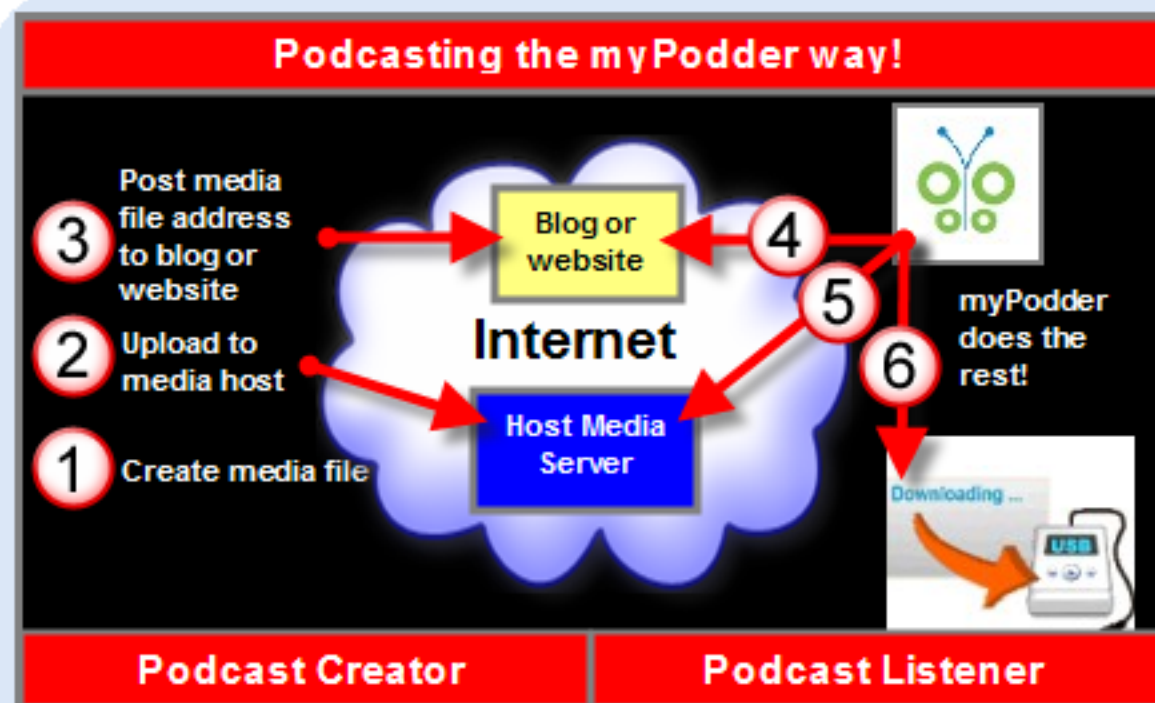 Podcasting the myPodder way!
3
Post media
file address
to blog or
website
2
Upload to
media host
1
Create media file
Blog or
website
Internet
Host Media
Server
4
5
6
myPodder
does the
rest!
Downloading ...
USB
Podcast Creator
Podcast Listener